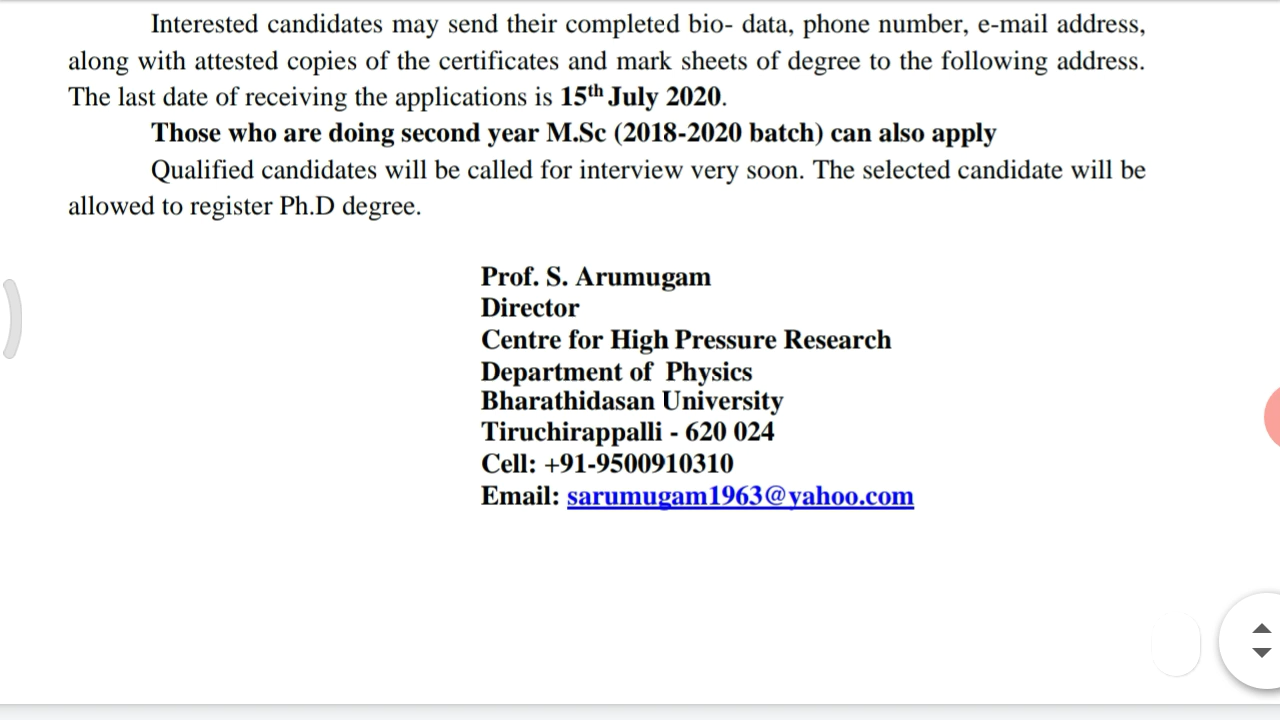 Interested candidates may send their completed bio- data, phone number, e-mail address,
along with attested copies of the certificates and mark sheets of degree to the following address.
The last date of receiving the applications is 15th July 2020.
Those who are doing second year M.Sc (2018-2020 batch) can also apply
Qualified candidates will be called for interview very soon. The selected candidate will be
allowed to register Ph.D degree.
Prof. S. Arumugam
Director
Centre for High Pressure Research
Department of Physics
Bharathidasan University
Tiruchirappalli - 620 024
Cell: +91-9500910310
Email: sarumugam1963@yahoo.com